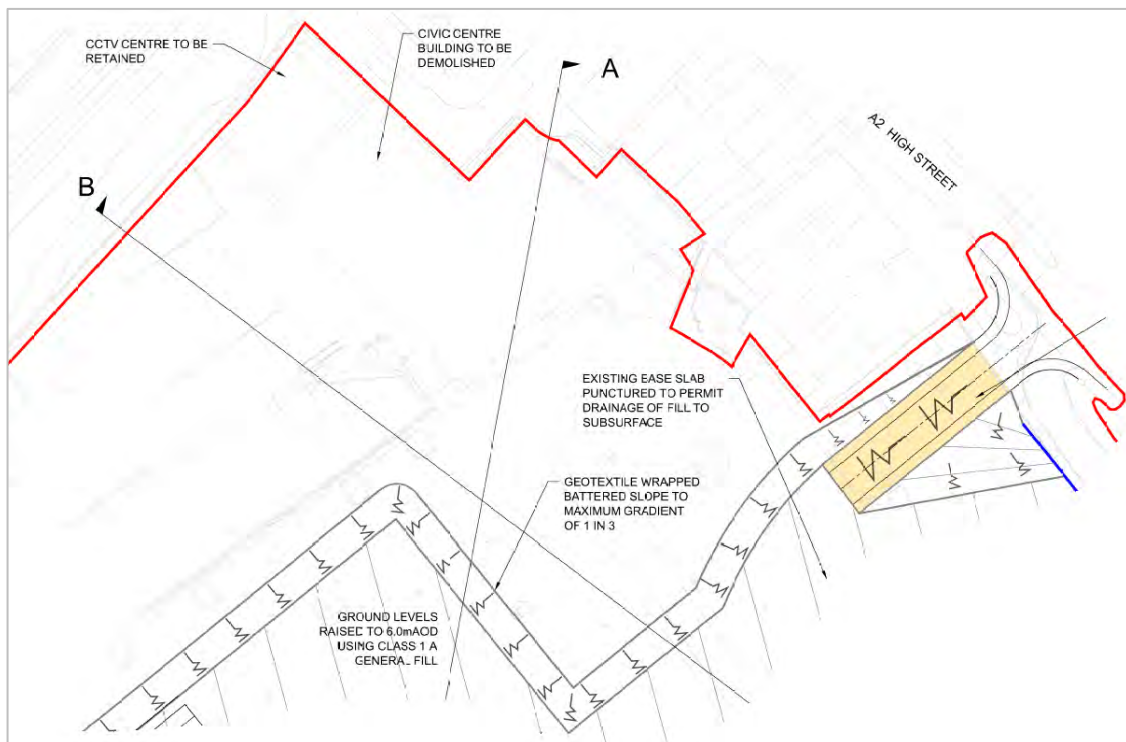 CCTV CENTRE TO BE
RETAINED
CIVIC CENTRE
BUILDING TO BE
DEMOLISHED
A
A2 HIGH STREET
B
EXISTING EASE SLAB
PUNCTURED TO PERMIT
DRAINAGE OF FILL TO
SUBSURFACE
GEOTEXTILE WRAPPED
BATTERED SLOPE TO
MAXIMUM GRADIENT
OF 1 IN 3
GROUND LEVELS
RAISED TO 6.0mAOD
USING CLASS 1 A
GENERAL FILL